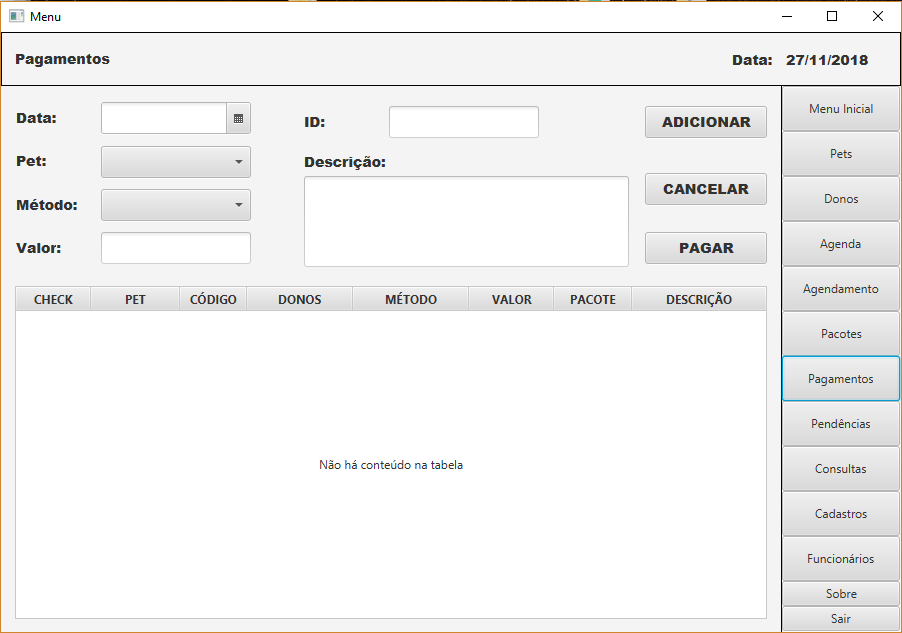 Menu
Pagamentos
Data: 27/11/2018
Data:
ID:
ADICIONAR
Pet:
Descrição:
Método:
CANCELAR
Valor:
PAGAR
CHECK PET CÓDIGO DONOS MÉTODO VALOR PACOTE DESCRIÇÃO
Não há conteúdo na tabela
Menu Inicial
Pets
Donos
Agenda
Agendamento
Pacotes
Pagamentos
Pendências
Consultas
Cadastros
Funcionários
Sobre
Sair